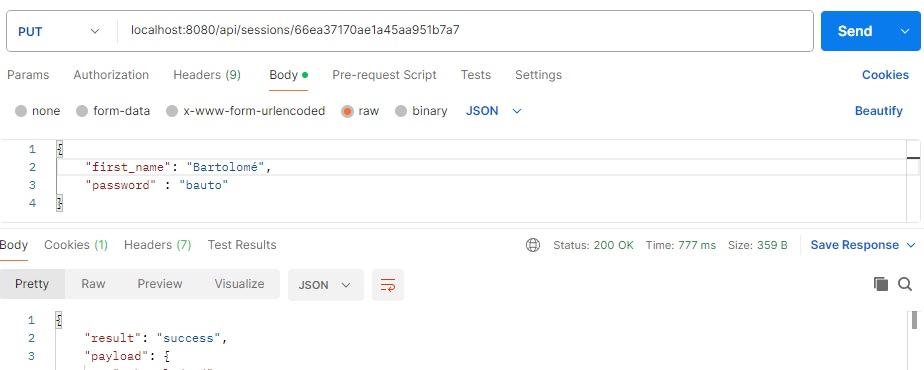 PUT localhost:8080/api/sessions/66ea37170ae1a45aa951b7a7 Send
Params Authorization Headers (9) Body Pre-request Script Tests Settings Cookies
none form-data x-www-form-urlencoded raw binary JSON Beautify
1 {
2 "first_name": "Bartolomé",
3 "password" : "bauto"
4 }
Body Cookies (1) Headers (7) Test Results Status: 200 OK Time: 777 ms Size: 359 B Save Response
Pretty Raw Preview Visualize JSON
1 {
2 "result": "success",
3 "payload": {